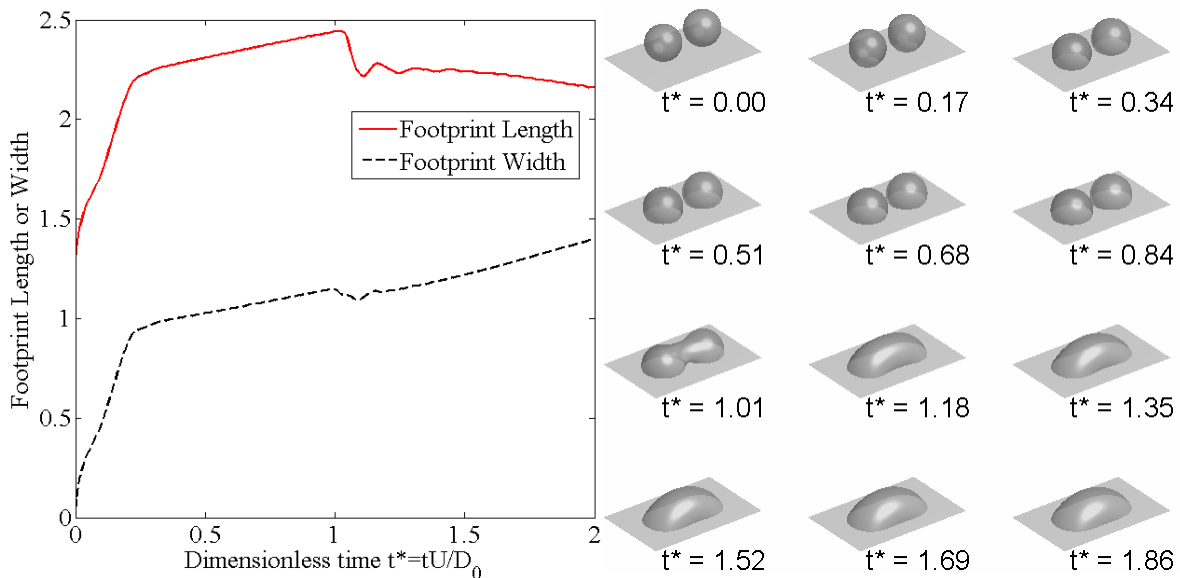 2.5
2
1.5
1
0.5
0
Footprint Length or Width
Footprint Length
Footprint Width
0 0.5 1 1.5 2
Dimensionless time t*=tU/D₀
t* = 0.00 t* = 0.17 t* = 0.34
t* = 0.51 t* = 0.68 t* = 0.84
t* = 1.01 t* = 1.18 t* = 1.35
t* = 1.52 t* = 1.69 t* = 1.86